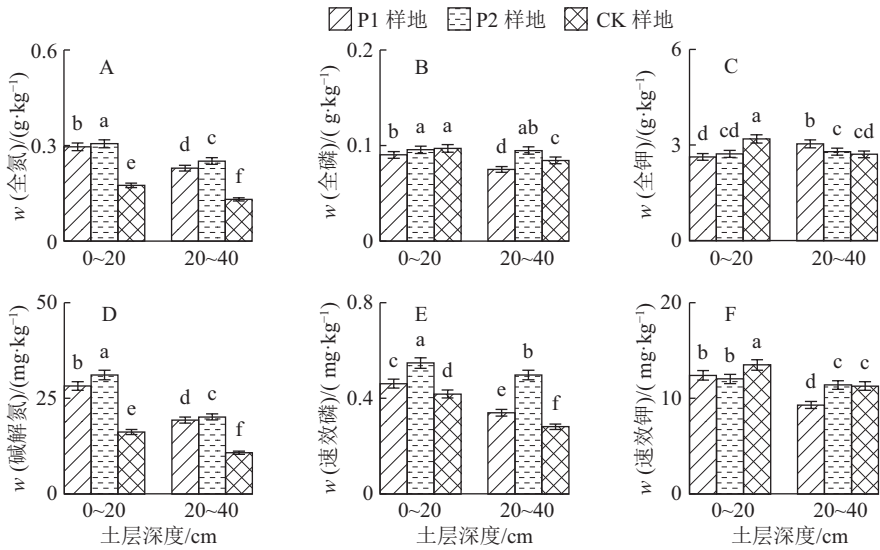 P1 样地 P2 样地 CK 样地
A
w (全氮)/(g·kg⁻¹)
0.6
0.3
0
b a e d c f
0~20 20~40
B
w (全磷)/( g·kg⁻¹)
0.2
0.1
0
b a a d ab c
0~20 20~40
C
w (全钾)/(g·kg⁻¹)
6
3
0
d cd a b c cd
0~20 20~40
D
w (碱解氮)/(mg·kg⁻¹)
50
25
0
b a e d c f
0~20 20~40
土层深度/cm
E
w (速效磷)/( mg·kg⁻¹)
0.8
0.4
0
c a d e b f
0~20 20~40
土层深度/cm
F
w (速效钾)/( mg·kg⁻¹)
20
10
0
b b a d c c
0~20 20~40
土层深度/cm